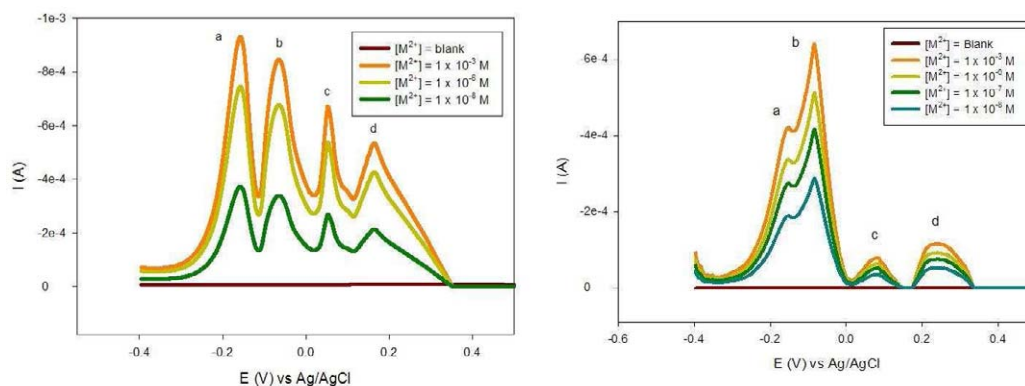 -1e-3
-8e-4
-6e-4
-4e-4
-2e-4
0
I (A)
a
b
c
d
[M²⁺] = blank
[M²⁺] = 1 x 10⁻³ M
[M²⁺] = 1 x 10⁻⁶ M
[M²⁺] = 1 x 10⁻⁸ M
-0.4
-0.2
0.0
0.2
0.4
E (V) vs Ag/AgCl
-6e-4
-4e-4
-2e-4
0
I (A)
a
b
c
d
[M²⁺] = Blank
[M²⁺] = 1 x 10⁻³ M
[M²⁺] = 1 x 10⁻⁶ M
[M²⁺] = 1 x 10⁻⁷ M
[M²⁺] = 1 x 10⁻⁸ M
-0.6
-0.4
-0.2
0.0
0.2
0.4
0.6
E (V) vs Ag/AgCl